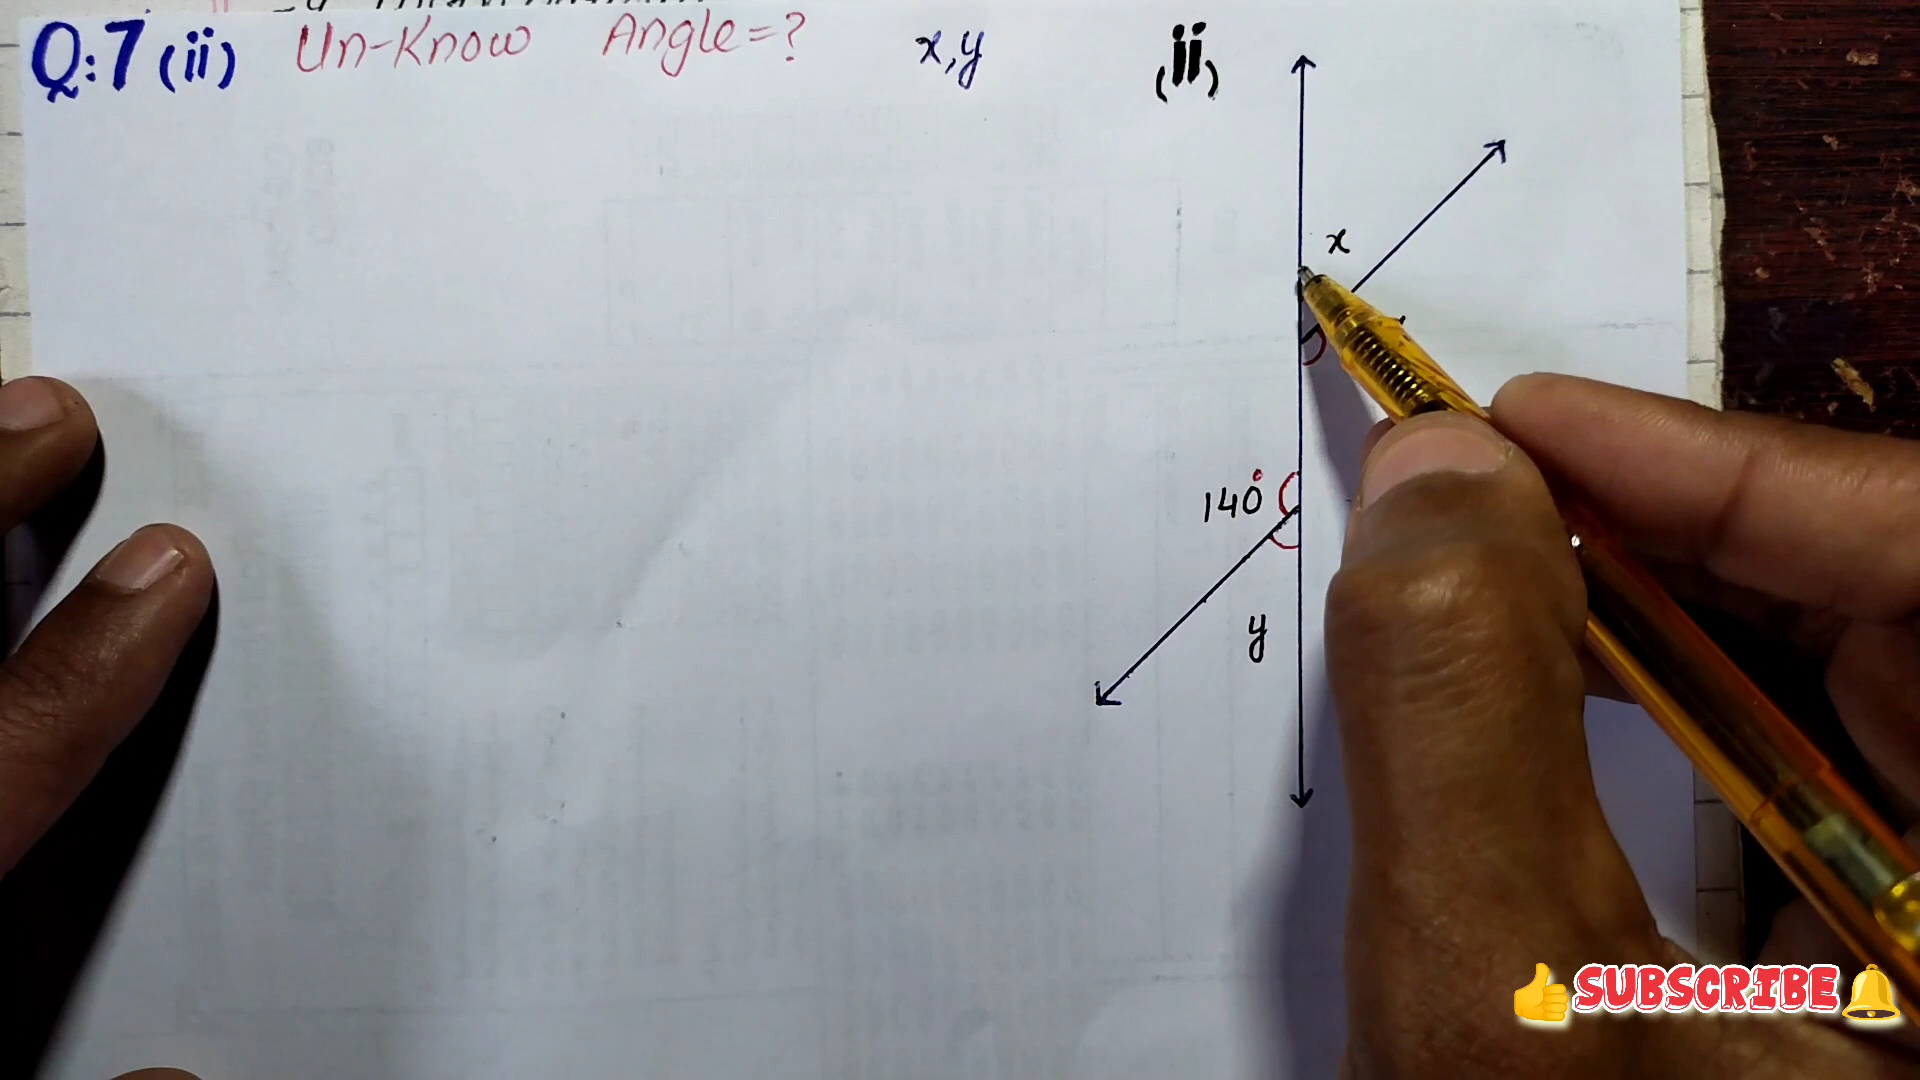 Q:7 (ii) Un-Know Angle=? x,y (ii)
x
140°
y
SUBSCRIBE